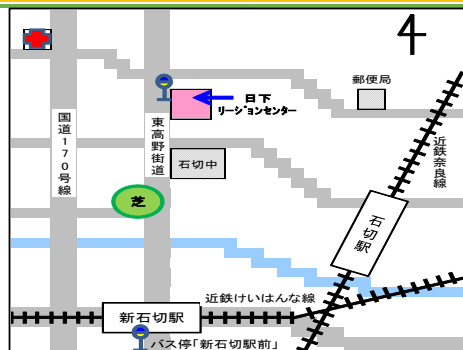 郵便局
日下
リージョンセンター
国道170号線
東高野街道
近鉄奈良線
石切中
芝
石切駅
近鉄けいはんな線
新石切駅
バス停「新石切駅前」